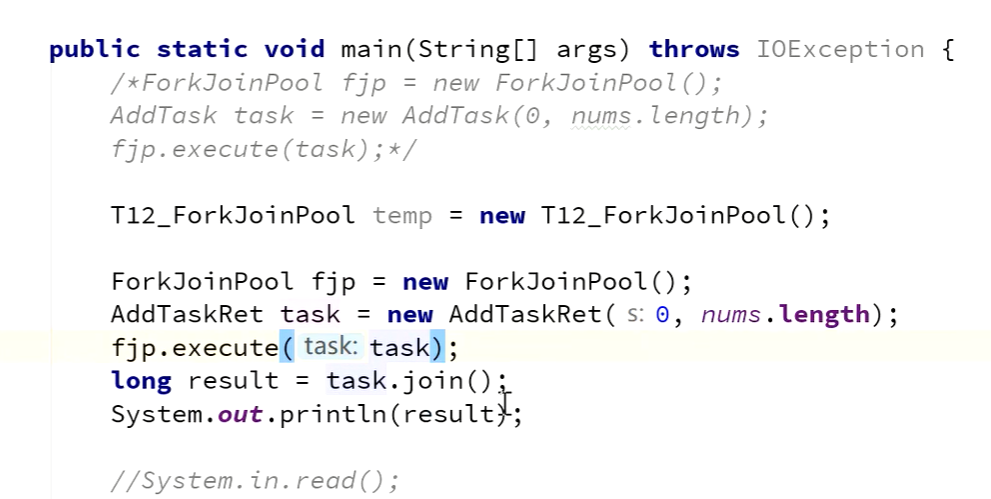 public static void main(String[] args) throws IOException {
/*ForkJoinPool fjp = new ForkJoinPool();
AddTask task = new AddTask(0, nums.length);
fjp.execute(task);*/
T12_ForkJoinPool temp = new T12_ForkJoinPool();
ForkJoinPool fjp = new ForkJoinPool();
AddTaskRet task = new AddTaskRet( s: 0, nums.length);
fjp.execute( task: task);
long result = task.join();
System.out.println(result);
//System.in.read();